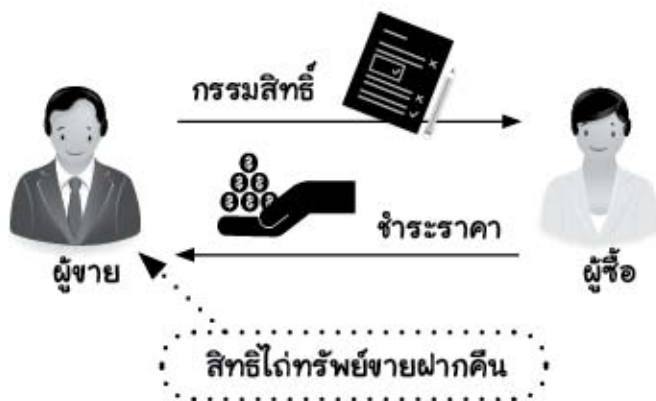 กรรมสิทธิ์
ชำระราคา
ผู้ขาย
ผู้ซื้อ
สิทธิไถ่ทรัพย์ขายฝากคืน